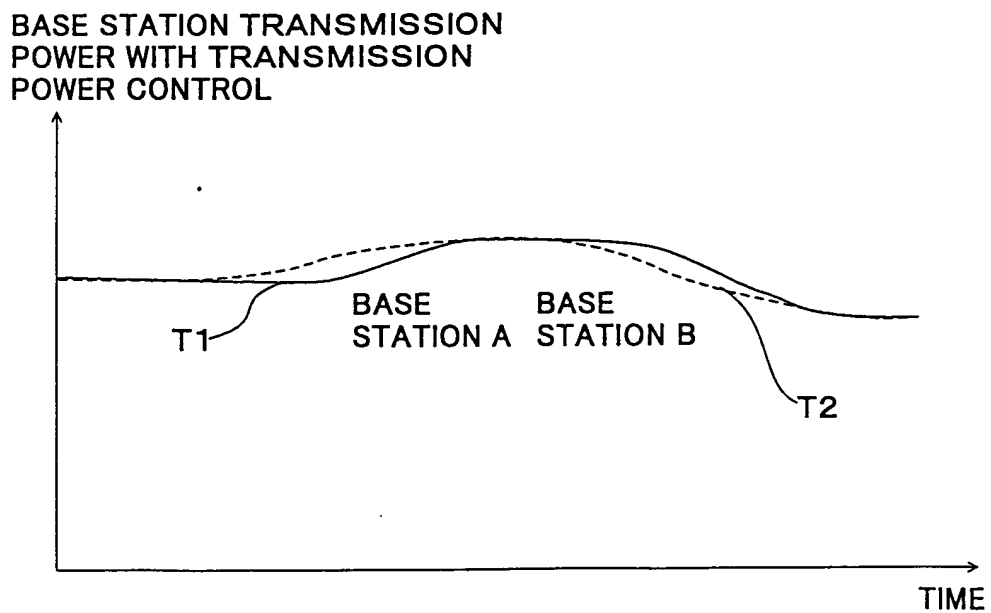 BASE STATION TRANSMISSION
POWER WITH TRANSMISSION
POWER CONTROL
T1
BASE
STATION A
BASE
STATION B
T2
TIME